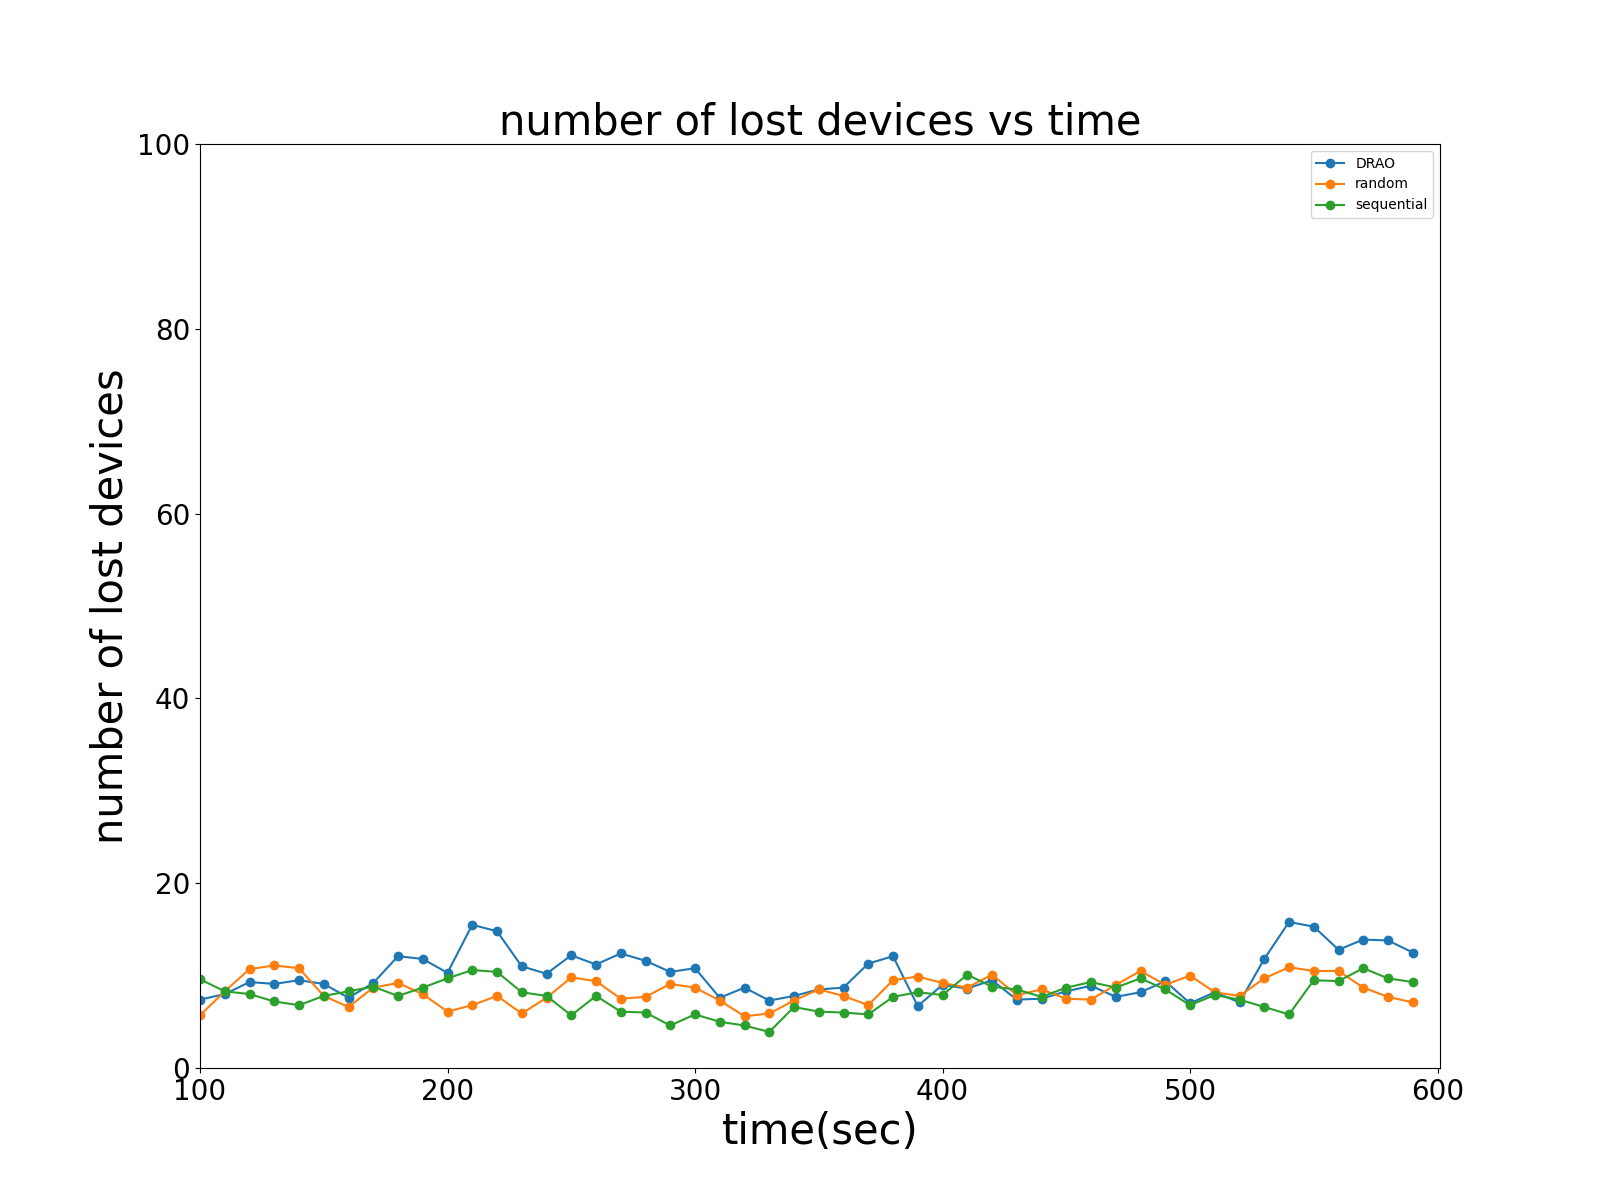 number of lost devices vs time
DRAO
random
sequential
number of lost devices
100
80
60
40
20
0
100 200 300 400 500 600
time(sec)